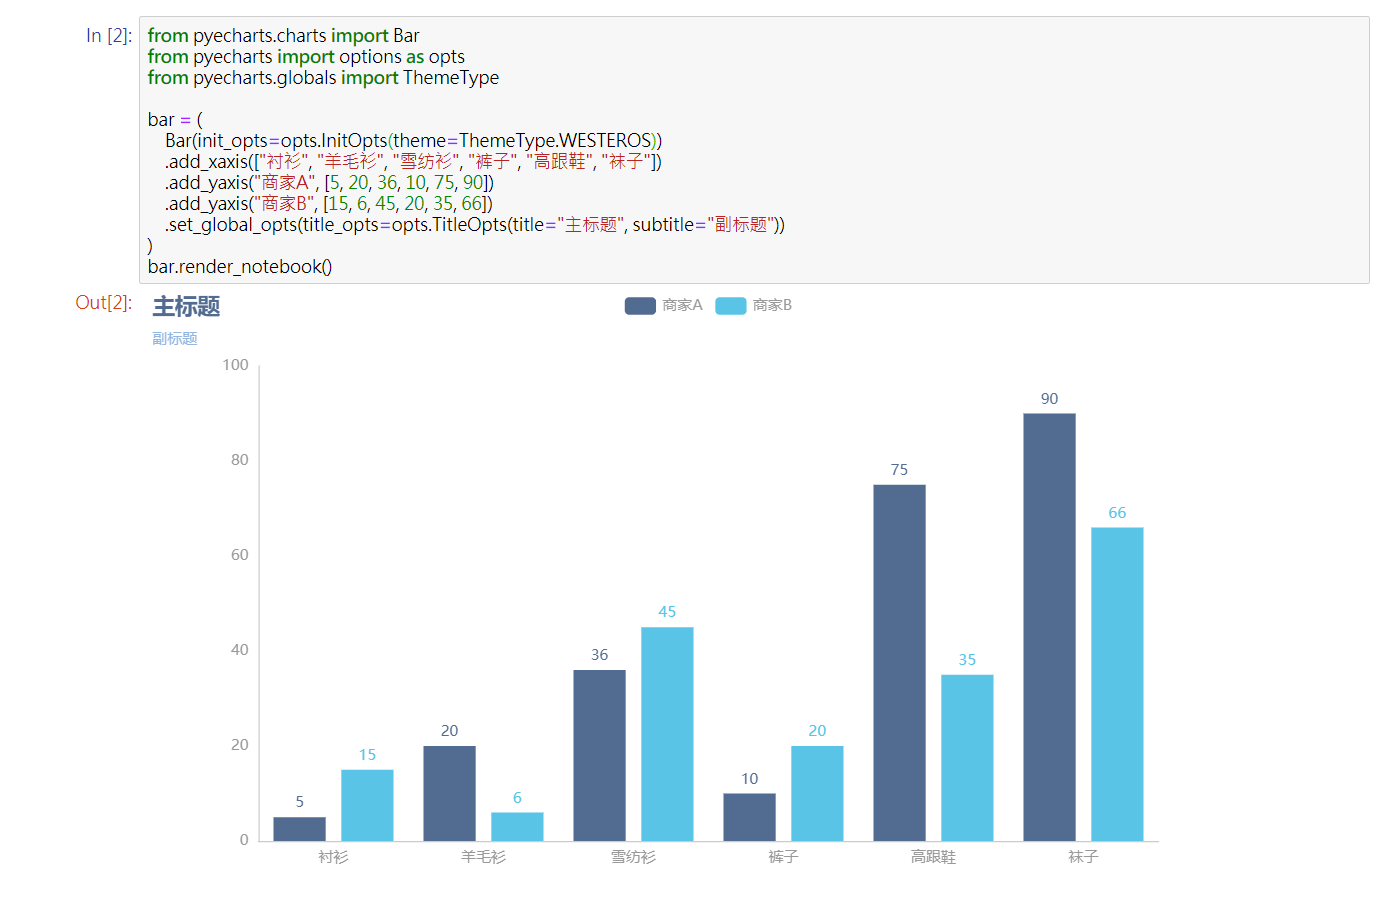 In [2]:
from pyecharts.charts import Bar
from pyecharts import options as opts
from pyecharts.globals import ThemeType
bar = (
    Bar(init_opts=opts.InitOpts(theme=ThemeType.WESTEROS))
    .add_xaxis(["衬衫", "羊毛衫", "雪纺衫", "裤子", "高跟鞋", "袜子"])
    .add_yaxis("商家A", [5, 20, 36, 10, 75, 90])
    .add_yaxis("商家B", [15, 6, 45, 20, 35, 66])
    .set_global_opts(title_opts=opts.TitleOpts(title="主标题", subtitle="副标题"))
)
bar.render_notebook()
Out[2]:
主标题
商家A 商家B
副标题
100
90
80
75
66
60
45
40
36
35
20
20
20
15
10
6
5
0
衬衫 羊毛衫 雪纺衫 裤子 高跟鞋 袜子